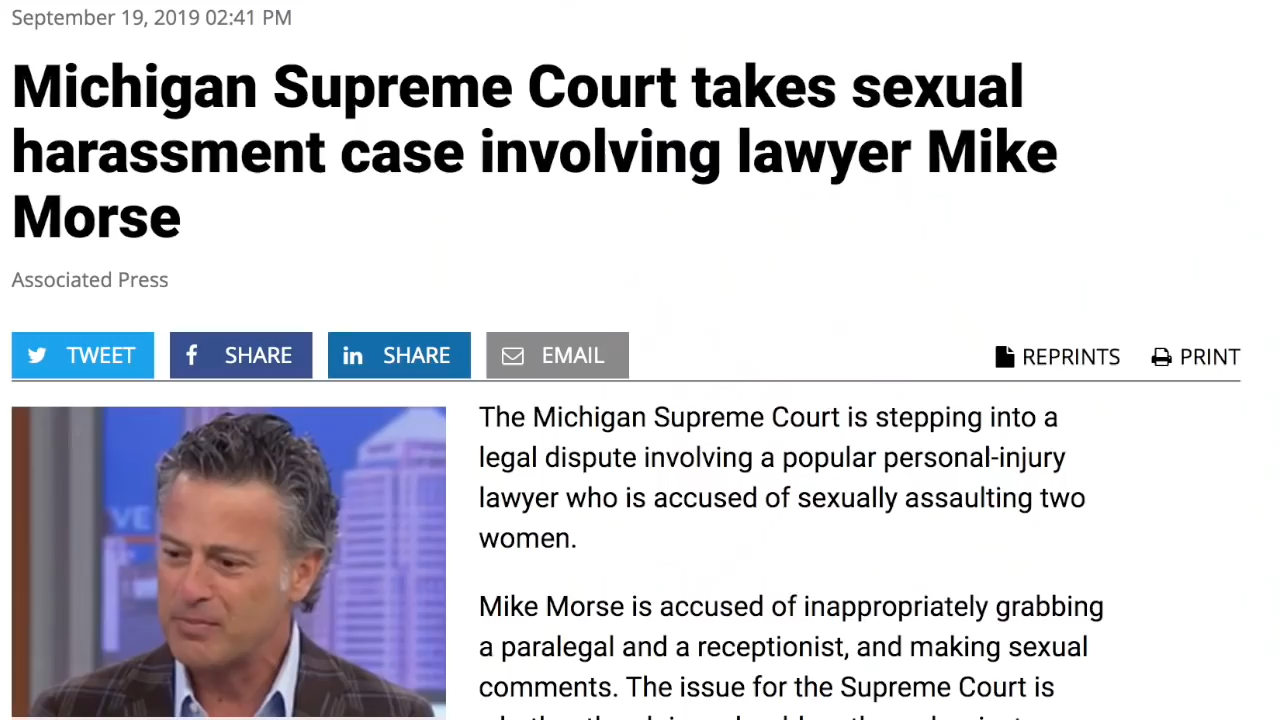 September 19, 2019 02:41 PM
Michigan Supreme Court takes sexual
harassment case involving lawyer Mike
Morse
Associated Press
TWEET
SHARE
SHARE
EMAIL
REPRINTS
PRINT
The Michigan Supreme Court is stepping into a
legal dispute involving a popular personal-injury
lawyer who is accused of sexually assaulting two
women.
Mike Morse is accused of inappropriately grabbing
a paralegal and a receptionist, and making sexual
comments. The issue for the Supreme Court is